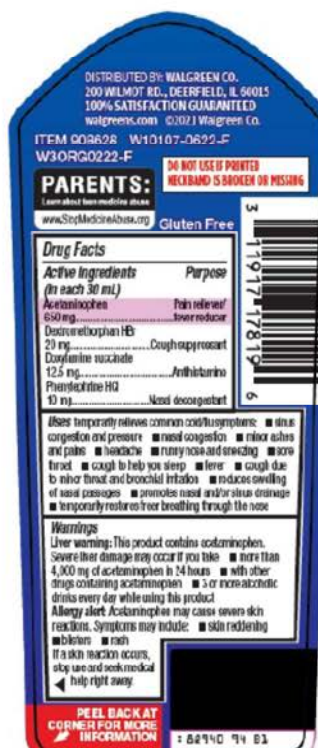 DISTRIBUTED BY: WALGREEN CO.
200 WILMOT RD., DEERFIELD, IL 60015
100% SATISFACTION GUARANTEED
walgreens.com ©2021 Walgreen Co.
ITEM 908628 W10107-0622-F
W3ORG0222-F
DO NOT USE IF PRINTED
NECKBAND IS BROKEN OR MISSING
PARENTS:
Learn about teen medicine abuse
www.StopMedicineAbuse.org
Gluten Free
3 11917 17819 6
Drug Facts
Active ingredients Purpose
(in each 30 mL)
Acetaminophen Pain reliever/
650 mg fever reducer
Dextromethorphan HBr
20 mg Cough suppressant
Doxylamine succinate
12.5 mg Antihistamine
Phenylephrine HCl
10 mg Nasal decongestant
Uses temporarily relieves common cold/flu symptoms: ■ sinus
congestion and pressure ■ nasal congestion ■ minor aches
and pains ■ headache ■ runny nose and sneezing ■ sore
throat ■ cough to help you sleep ■ fever ■ cough due
to minor throat and bronchial irritation ■ reduces swelling
of nasal passages ■ promotes nasal and/or sinus drainage
■ temporarily restores freer breathing through the nose
Warnings
Liver warning: This product contains acetaminophen.
Severe liver damage may occur if you take ■ more than
4,000 mg of acetaminophen in 24 hours ■ with other
drugs containing acetaminophen ■ 3 or more alcoholic
drinks every day while using this product
Allergy alert: Acetaminophen may cause severe skin
reactions. Symptoms may include: ■ skin reddening
■ blisters ■ rash
If a skin reaction occurs,
stop use and seek medical
help right away.
PEEL BACK AT
CORNER FOR MORE
INFORMATION
82940 94 83